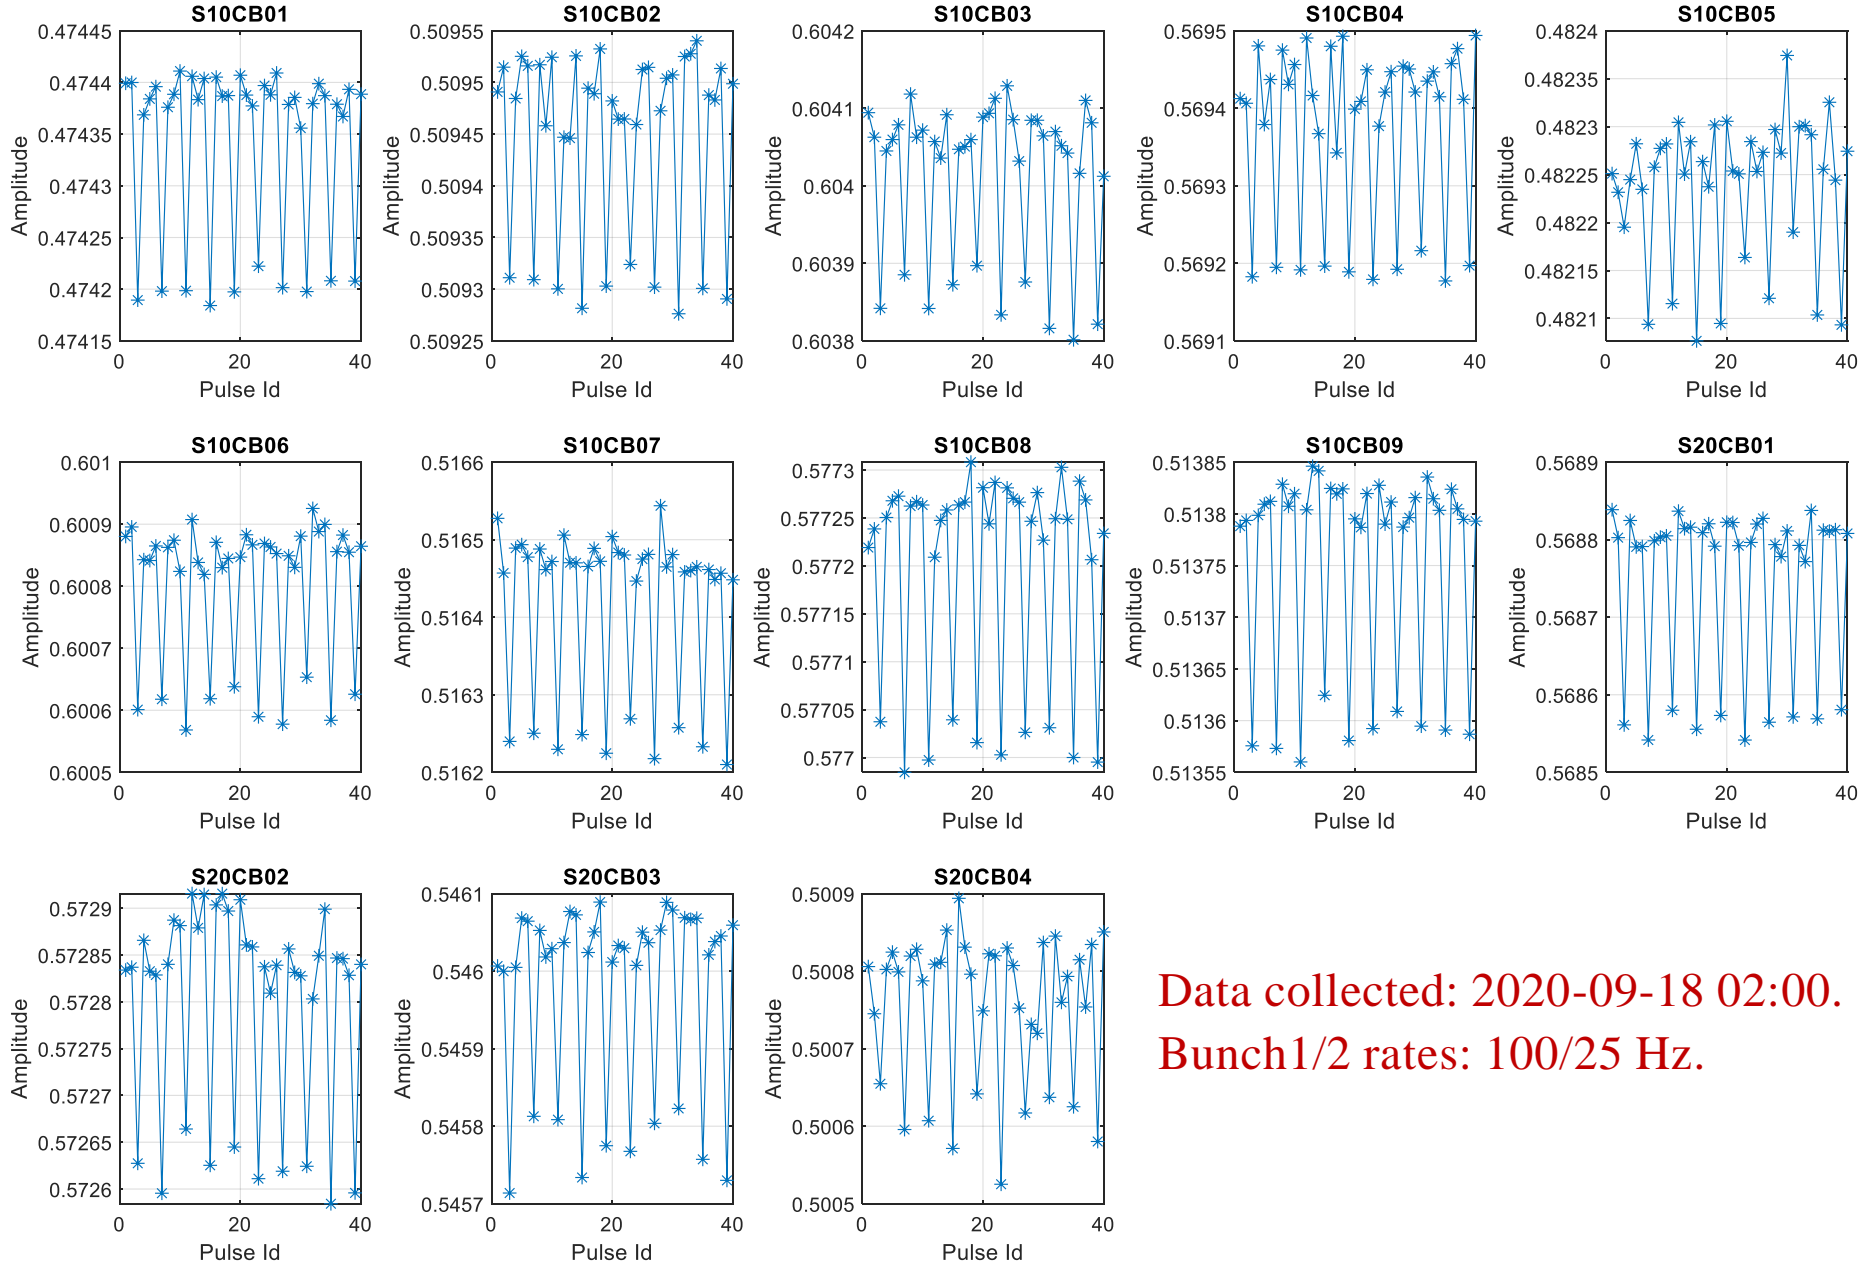 S10CB01
0.47445
0.4744
0.47435
0.4743
0.47425
0.4742
0.47415
0 20 40
Amplitude
Pulse Id
S10CB02
0.50955
0.5095
0.50945
0.5094
0.50935
0.5093
0.50925
0 20 40
Amplitude
Pulse Id
S10CB03
0.6042
0.6041
0.604
0.6039
0.6038
0 20 40
Amplitude
Pulse Id
S10CB04
0.5695
0.5694
0.5693
0.5692
0.5691
0 20 40
Amplitude
Pulse Id
S10CB05
0.4824
0.48235
0.4823
0.48225
0.4822
0.48215
0.4821
0 20 40
Amplitude
Pulse Id
S10CB06
0.601
0.6009
0.6008
0.6007
0.6006
0.6005
0 20 40
Amplitude
Pulse Id
S10CB07
0.5166
0.5165
0.5164
0.5163
0.5162
0 20 40
Amplitude
Pulse Id
S10CB08
0.5773
0.57725
0.5772
0.57715
0.5771
0.57705
0.577
0 20 40
Amplitude
Pulse Id
S10CB09
0.51385
0.5138
0.51375
0.5137
0.51365
0.5136
0.51355
0 20 40
Amplitude
Pulse Id
S20CB01
0.5689
0.5688
0.5687
0.5686
0.5685
0 20 40
Amplitude
Pulse Id
S20CB02
0.5729
0.57285
0.5728
0.57275
0.5727
0.57265
0.5726
0 20 40
Amplitude
Pulse Id
S20CB03
0.5461
0.546
0.5459
0.5458
0.5457
0 20 40
Amplitude
Pulse Id
S20CB04
0.5009
0.5008
0.5007
0.5006
0.5005
0 20 40
Amplitude
Pulse Id
Data collected: 2020-09-18 02:00.
Bunch1/2 rates: 100/25 Hz.